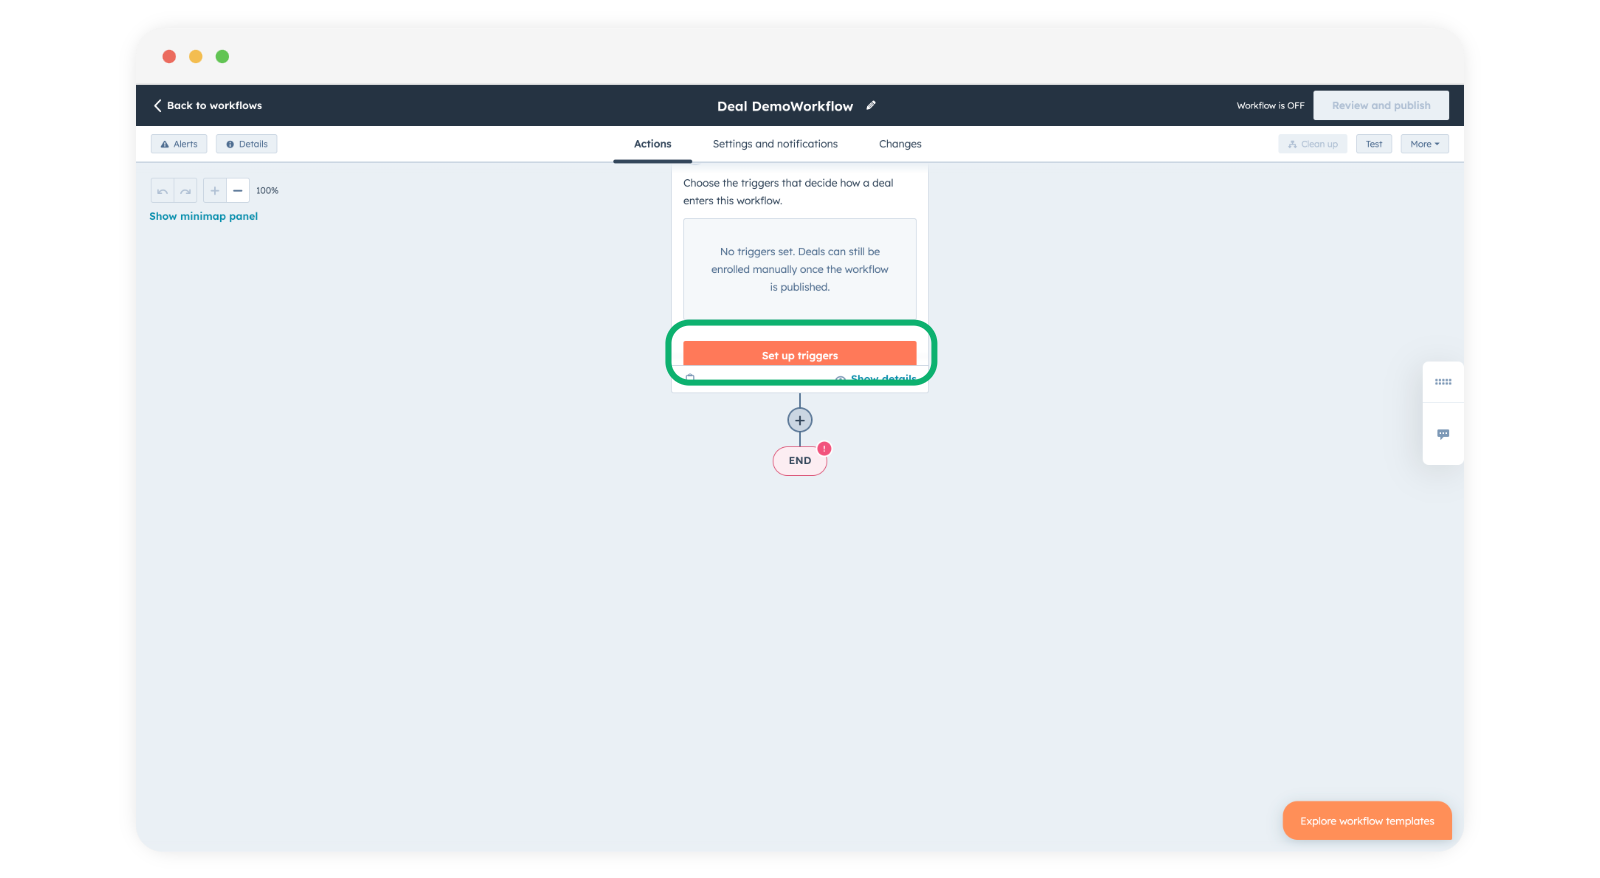 Back to workflows
Deal DemoWorkflow
Workflow is OFF
Review and publish
Alerts
Details
Actions
Settings and notifications
Changes
Clean up
Test
More
100%
Show minimap panel
Choose the triggers that decide how a deal
enters this workflow.
No triggers set. Deals can still be
enrolled manually once the workflow
is published.
Set up triggers
Show details
+
END
!
Explore workflow templates